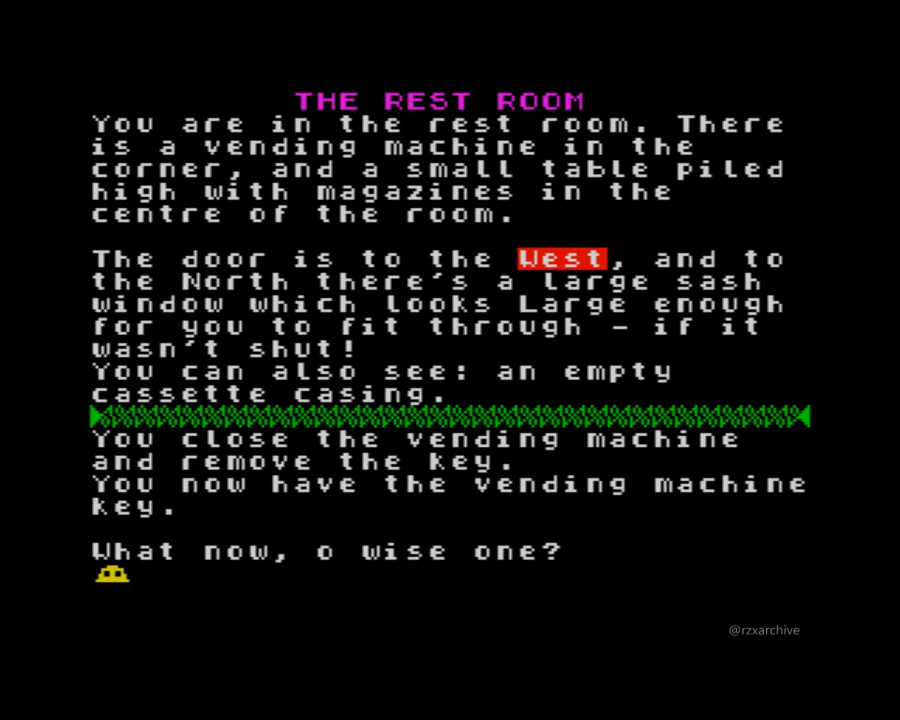 THE REST ROOM
You are in the rest room. There
is a vending machine in the
corner, and a small table piled
high with magazines in the
centre of the room.
The door is to the West, and to
the North there's a large sash
window which looks Large enough
for you to fit through - if it
wasn't shut!
You can also see: an empty
cassette casing.
You close the vending machine
and remove the key.
You now have the vending machine
key.
What now, o wise one?
@rzxarchive